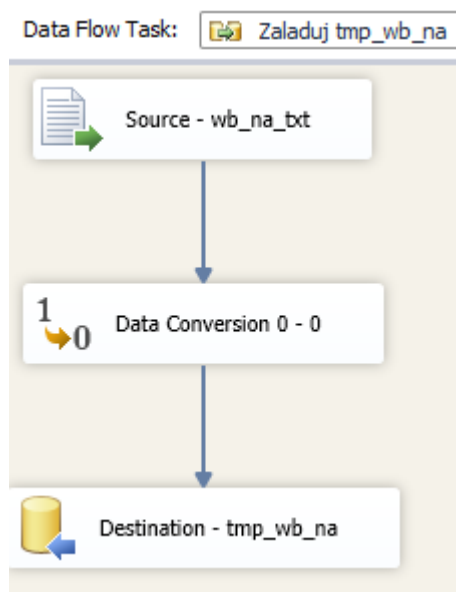 Data Flow Task: Zaladuj tmp_wb_na
Source - wb_na_txt
1
0
Data Conversion 0 - 0
Destination - tmp_wb_na